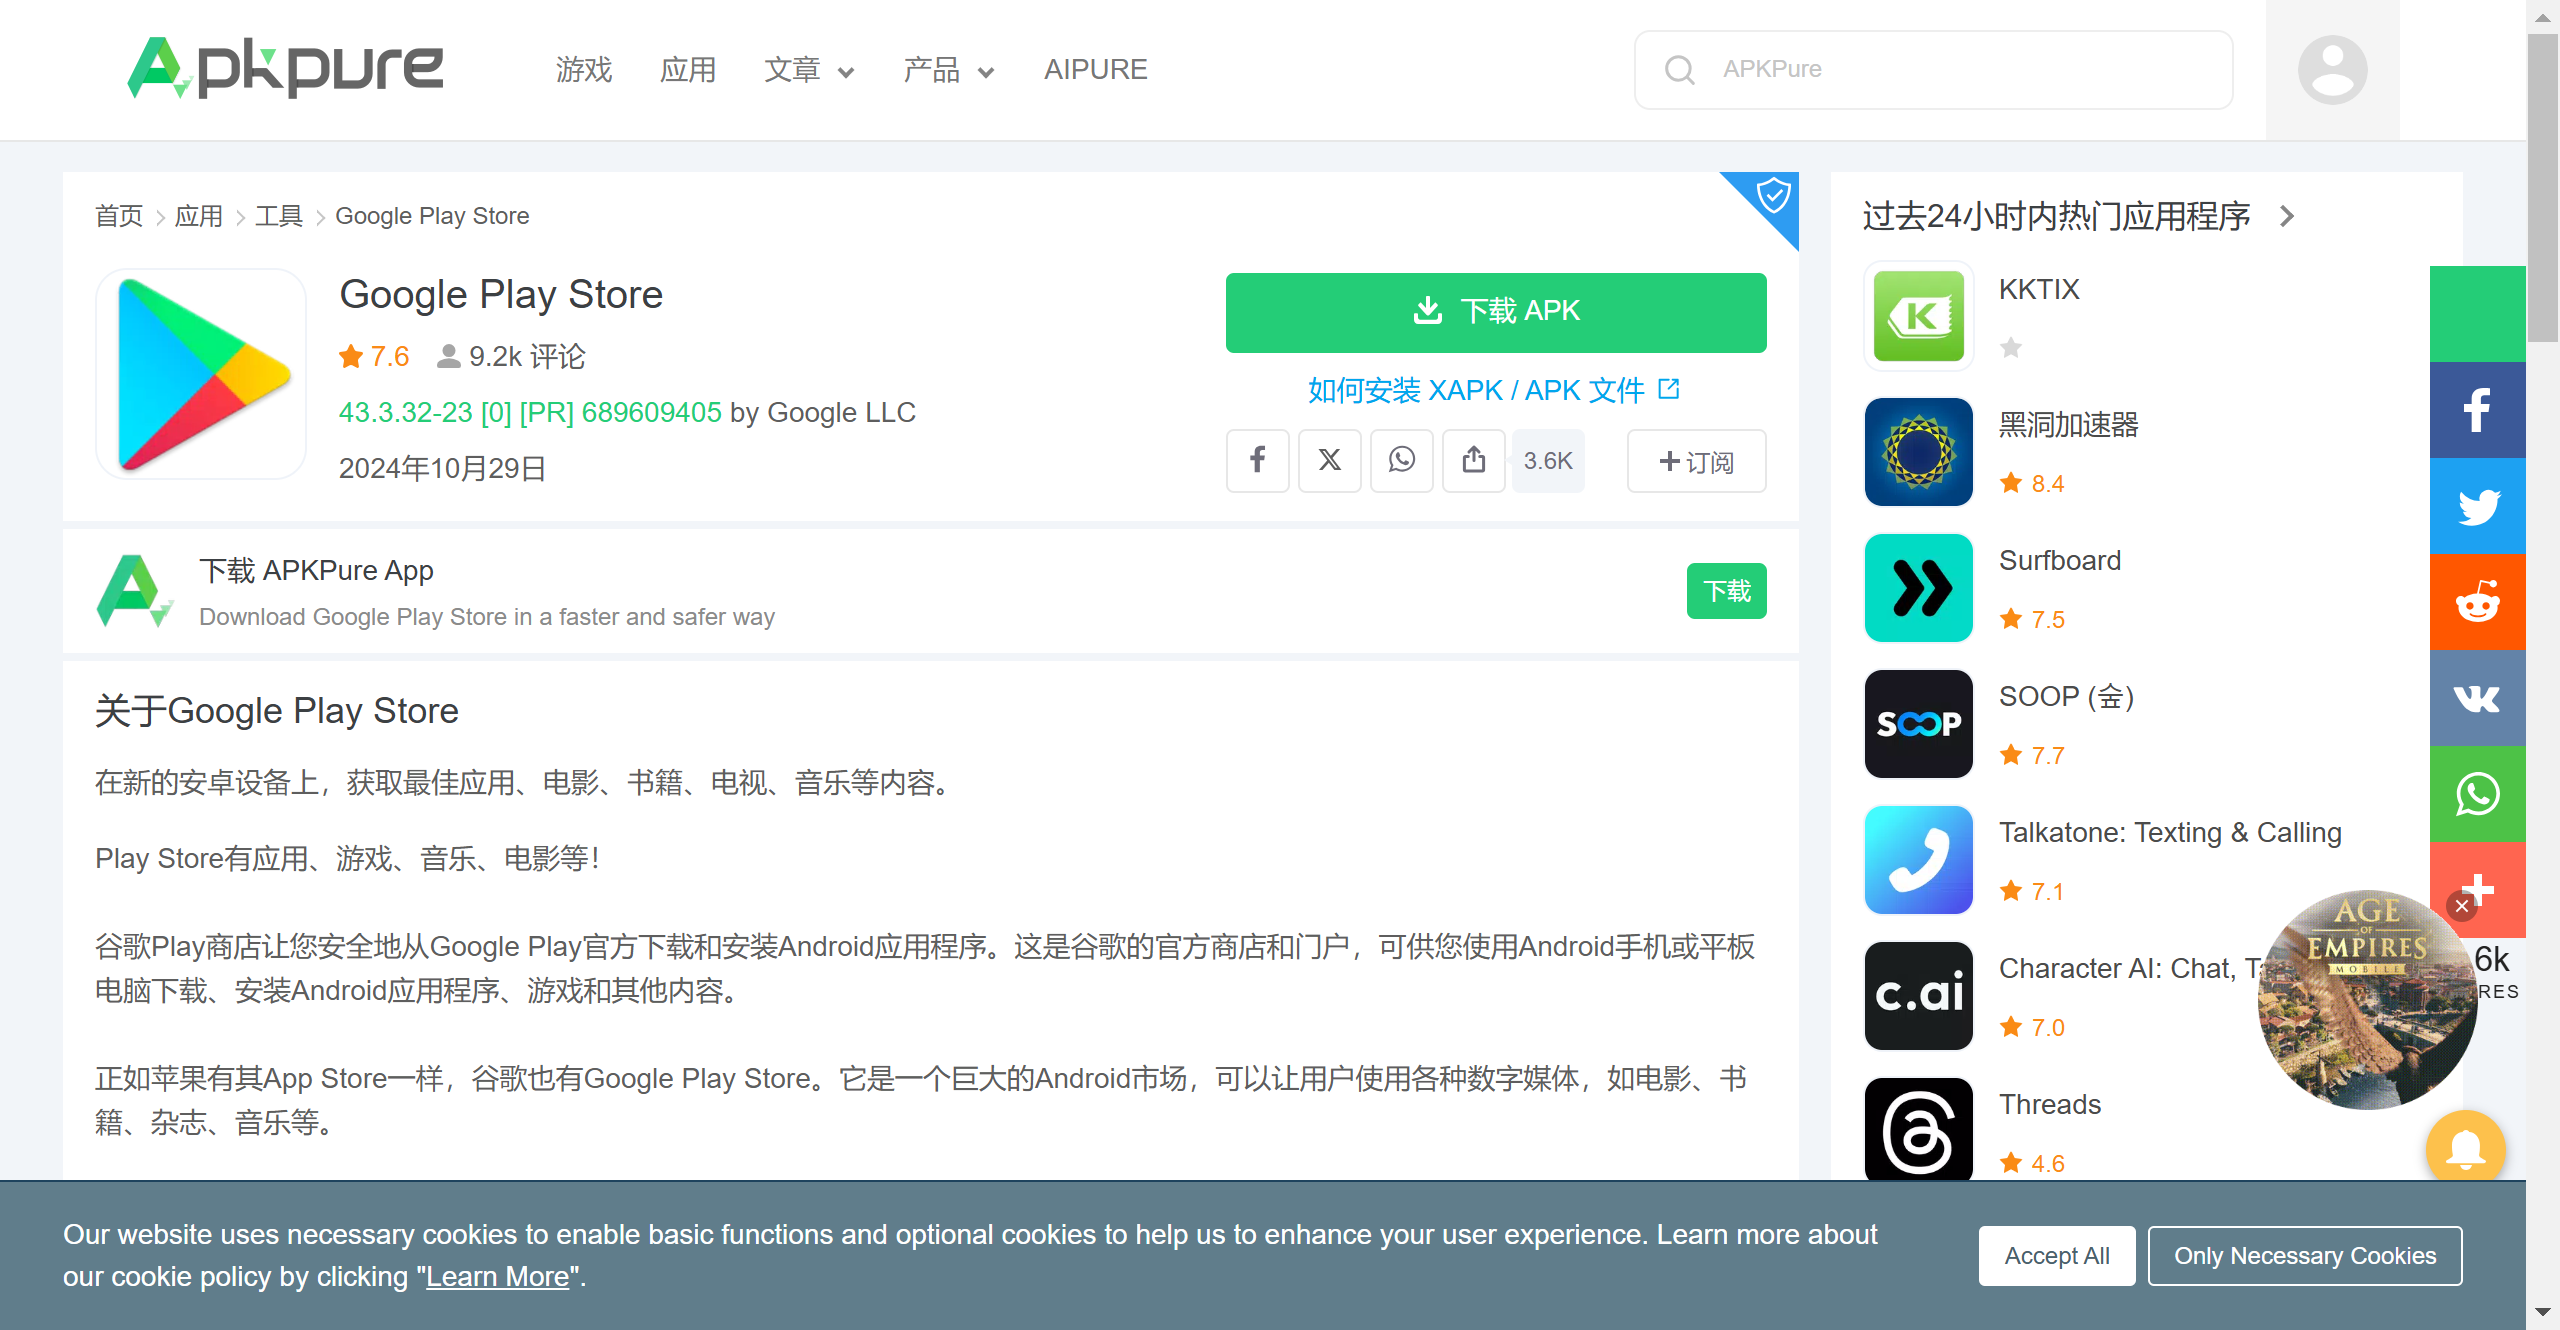 Apkpure
游戏
应用
文章
产品
AIPURE
APKPure
首页
应用
工具
Google Play Store
Google Play Store
7.6
9.2k 评论
43.3.32-23 [0] [PR] 689609405 by Google LLC
2024年10月29日
下载 APK
如何安装 XAPK / APK 文件
3.6K
订阅
下载 APKPure App
Download Google Play Store in a faster and safer way
下载
关于Google Play Store
在新的安卓设备上，获取最佳应用、电影、书籍、电视、音乐等内容。
Play Store有应用、游戏、音乐、电影等！
谷歌Play商店让您安全地从Google Play官方下载和安装Android应用程序。这是谷歌的官方商店和门户，可供您使用Android手机或平板
电脑下载、安装Android应用程序、游戏和其他内容。
正如苹果有其App Store一样，谷歌也有Google Play Store。它是一个巨大的Android市场，可以让用户使用各种数字媒体，如电影、书
籍、杂志、音乐等。
过去24小时内热门应用程序
K
KKTIX
黑洞加速器
8.4
Surfboard
7.5
SOOP
SOOP (숲)
7.7
Talkatone: Texting & Calling
7.1
c.ai
Character AI: Chat,
7.0
Threads
4.6
AGE
OF
EMPIRES
MOBILE
6k
RES
Our website uses necessary cookies to enable basic functions and optional cookies to help us to enhance your user experience. Learn more about
our cookie policy by clicking "Learn More".
Accept All
Only Necessary Cookies